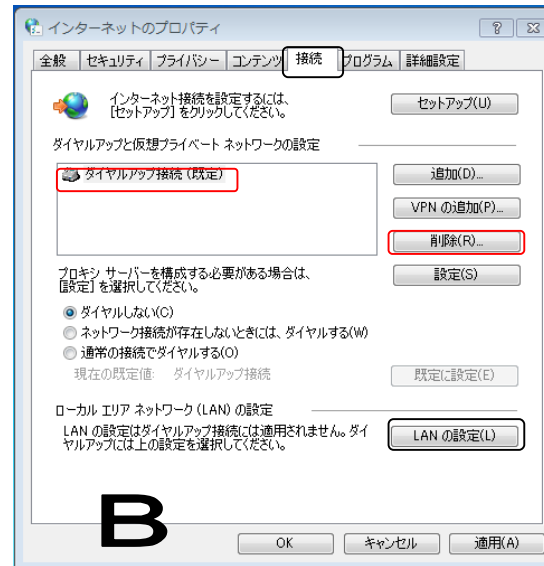 インターネットのプロパティ
全般 セキュリティ プライバシー コンテンツ 接続 プログラム 詳細設定
インターネット接続を設定するには、
[セットアップ] をクリックしてください。
セットアップ(U)
ダイヤルアップと仮想プライベート ネットワークの設定
ダイヤルアップ接続 (既定)
追加(D)...
VPN の追加(P)...
削除(R)...
プロキシ サーバーを構成する必要がある場合は、
[設定] を選択してください。
設定(S)
ダイヤルしない(C)
ネットワーク接続が存在しないときには、ダイヤルする(W)
通常の接続でダイヤルする(O)
現在の既定値: ダイヤルアップ接続
既定に設定(E)
ローカル エリア ネットワーク (LAN) の設定
LAN の設定はダイヤルアップ接続には適用されません。ダイ
ヤルアップには上の設定を選択してください。
LAN の設定(L)
B
OK キャンセル 適用(A)